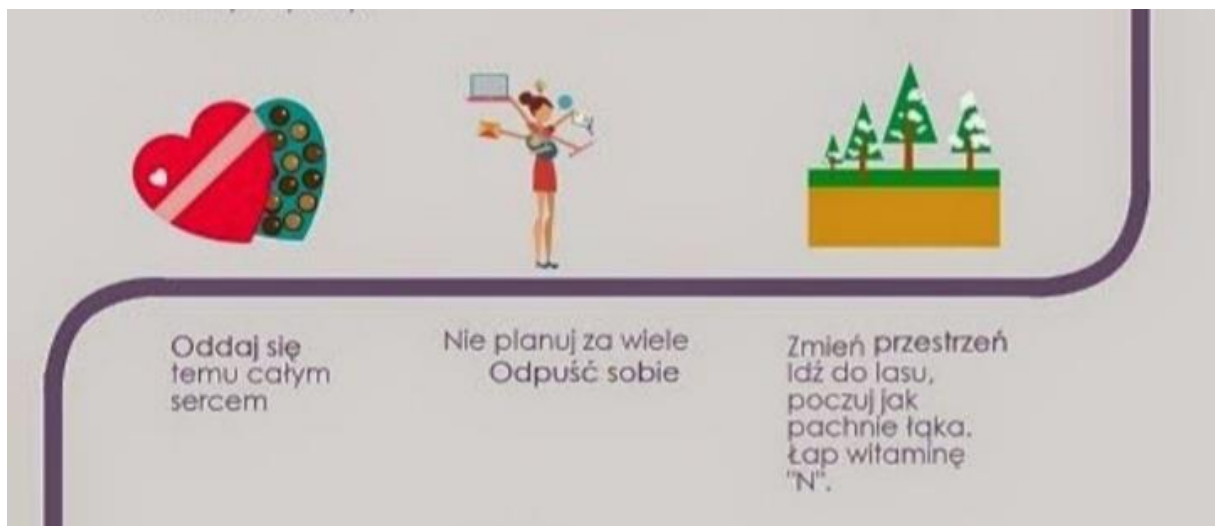 Oddaj się
temu całym
sercem
Nie planuj za wiele
Odpuść sobie
Zmień przestrzeń
Idź do lasu,
poczuj jak
pachnie łąka.
Łap witaminę
"N".